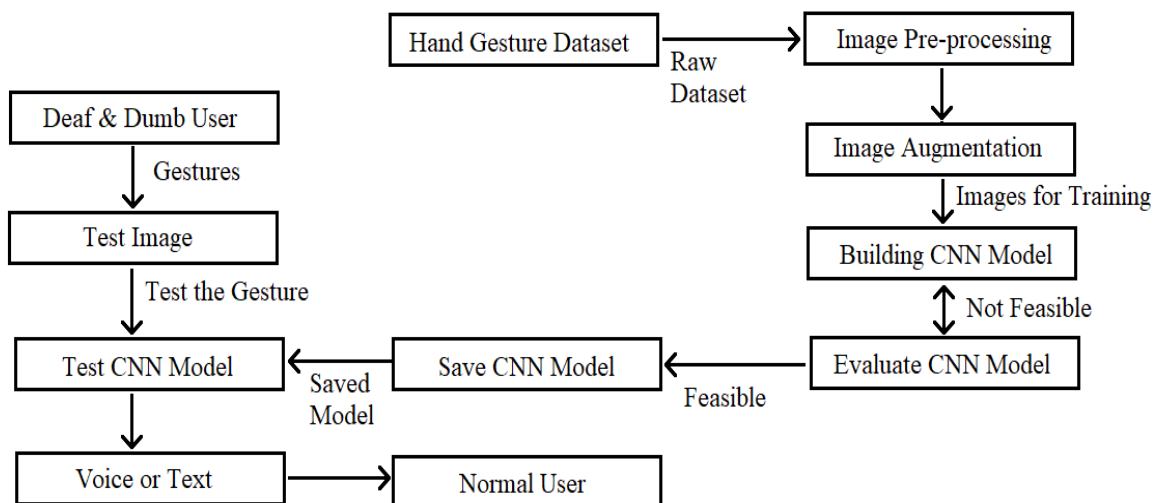 Hand Gesture Dataset
Raw
Dataset
Image Pre-processing
Image Augmentation
Images for Training
Building CNN Model
Not Feasible
Evaluate CNN Model
Feasible
Save CNN Model
Saved
Model
Deaf & Dumb User
Gestures
Test Image
Test the Gesture
Test CNN Model
Voice or Text
Normal User